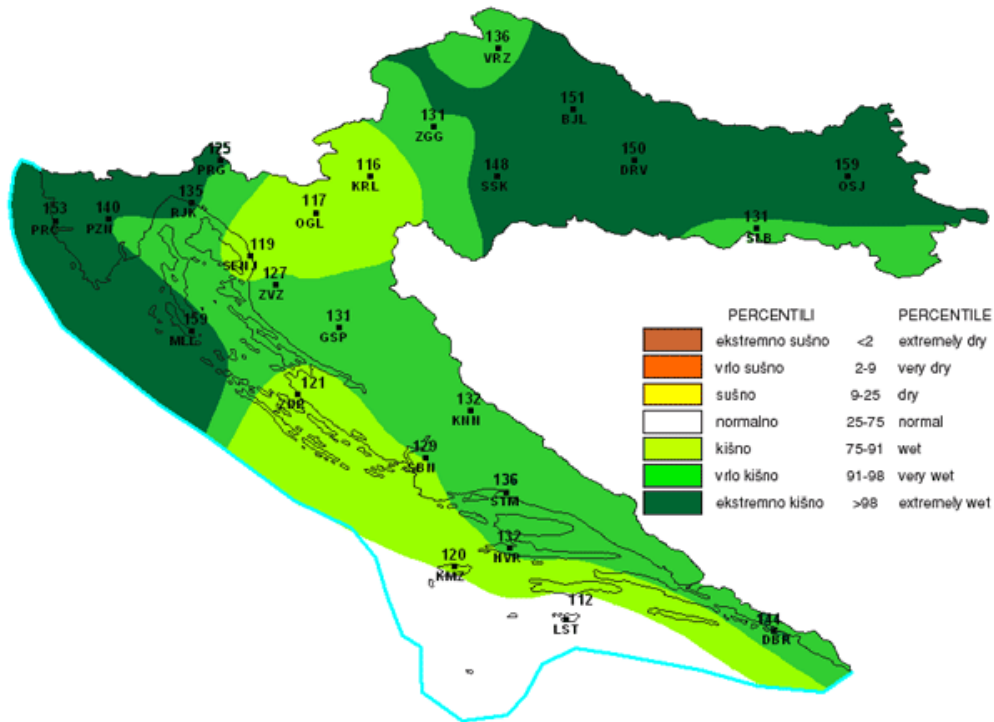 136
VRZ
151
BJL
131
ZGG
150
DRV
125
PRG
116
KRL
148
SSK
159
OSJ
135
RJK
153
PRC
140
PZN
117
OGL
131
SLB
119
SENJ
127
ZVZ
159
MLL
131
GSP
PERCENTILI PERCENTILE
ekstremno sušno <2 extremely dry
vrlo sušno 2-9 very dry
sušno 9-25 dry
normalno 25-75 normal
kišno 75-91 wet
vrlo kišno 91-98 very wet
ekstremno kišno >98 extremely wet
121
ZDR
132
KNN
129
SBN
136
STM
132
HVR
120
KMZ
112
LST
144
DBR